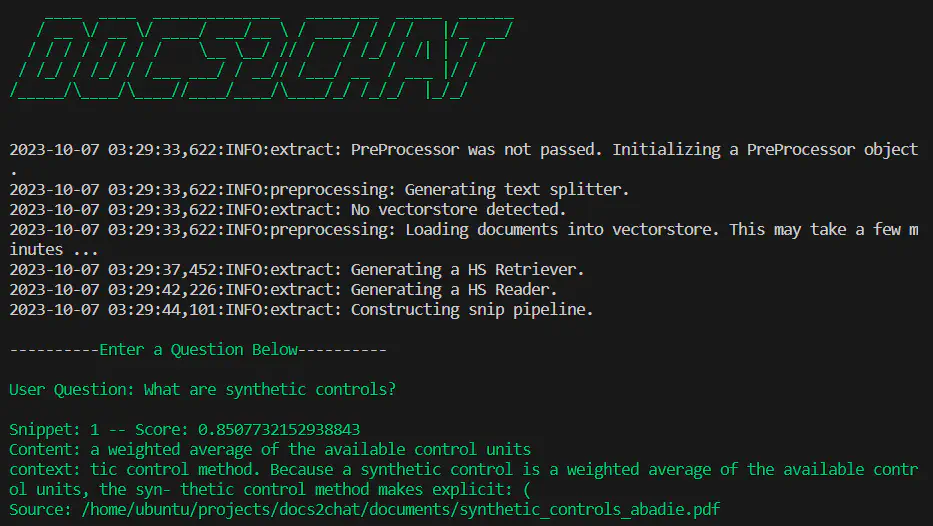 DOCS2CHAT
2023-10-07 03:29:33,622:INFO:extract: PreProcessor was not passed. Initializing a PreProcessor object
.
2023-10-07 03:29:33,622:INFO:preprocessing: Generating text splitter.
2023-10-07 03:29:33,622:INFO:extract: No vectorstore detected.
2023-10-07 03:29:33,622:INFO:preprocessing: Loading documents into vectorstore. This may take a few m
inutes ...
2023-10-07 03:29:37,452:INFO:extract: Generating a HS Retriever.
2023-10-07 03:29:42,226:INFO:extract: Generating a HS Reader.
2023-10-07 03:29:44,101:INFO:extract: Constructing snip pipeline.
----------Enter a Question Below----------
User Question: What are synthetic controls?
Snippet: 1 -- Score: 0.8507732152938843
Content: a weighted average of the available control units
context: tic control method. Because a synthetic control is a weighted average of the available contr
ol units, the syn- thetic control method makes explicit: (
Source: /home/ubuntu/projects/docs2chat/documents/synthetic_controls_abadie.pdf